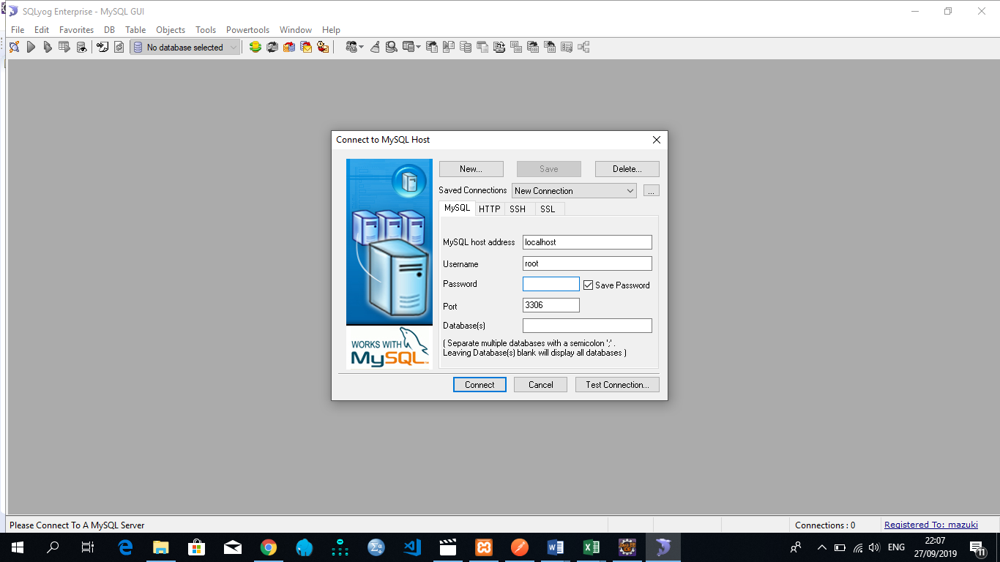 SQLyog Enterprise - MySQL GUI
File Edit Favorites DB Table Objects Tools Powertools Window Help
No database selected
Connect to MySQL Host
New... Save Delete...
Saved Connections New Connection ...
MySQL HTTP SSH SSL
MySQL host address localhost
Username root
Password Save Password
Port 3306
Database(s)
( Separate multiple databases with a semicolon ';' .
Leaving Database(s) blank will display all databases )
WORKS WITH
MySQL
Connect Cancel Test Connection...
Please Connect To A MySQL Server Connections : 0 Registered To: mazuki
ENG
22:07
27/09/2019
11